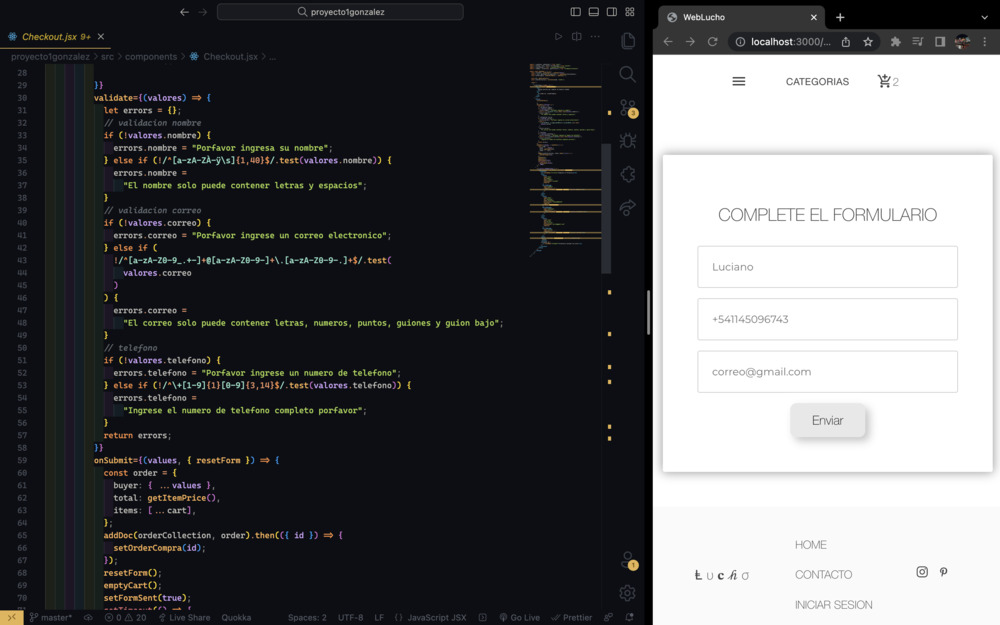 proyecto1gonzalez
Checkout.jsx 9+
proyecto1gonzalez > src > components > Checkout.jsx > ...
28
29 }}
30 validate={(valores) => {
31 let errors = {};
32 // validacion nombre
33 if (!valores.nombre) {
34 errors.nombre = "Porfavor ingresa su nombre";
35 } else if (!/^[a-zA-ZÀ-ÿ\s]{1,40}$/.test(valores.nombre)) {
36 errors.nombre =
37 "El nombre solo puede contener letras y espacios";
38 }
39 // validacion correo
40 if (!valores.correo) {
41 errors.correo = "Porfavor ingrese un correo electronico";
42 } else if (
43 !/^[a-zA-Z0-9_.+-]+@[a-zA-Z0-9-]+\.[a-zA-Z0-9-.]+$/.test(
44 valores.correo
45 )
46 ) {
47 errors.correo =
48 "El correo solo puede contener letras, numeros, puntos, guiones y guion bajo";
49 }
50 // telefono
51 if (!valores.telefono) {
52 errors.telefono = "Porfavor ingrese un numero de telefono";
53 } else if (!/^\+[1-9]{1}[0-9]{3,14}$/.test(valores.telefono)) {
54 errors.telefono =
55 "Ingrese el numero de telefono completo porfavor";
56 }
57 return errors;
58 }}
59 onSubmit={(values, { resetForm }) => {
60 const order = {
61 buyer: { ...values },
62 total: getItemPrice(),
63 items: [...cart],
64 };
65 addDoc(orderCollection, order).then(({ id }) => {
66 setOrderCompra(id);
67 });
68 resetForm();
69 emptyCart();
70 setFormSent(true);
71 setTimeout(() => {
3
1
master* 0 20 Live Share Quokka Spaces: 2 UTF-8 LF {} JavaScript JSX Go Live Prettier
WebLucho
localhost:3000/...
CATEGORIAS 2
COMPLETE EL FORMULARIO
Luciano
+541145096743
correo@gmail.com
Enviar
HOME
Ⱡυ𝐜𝒽σ
CONTACTO
INICIAR SESION